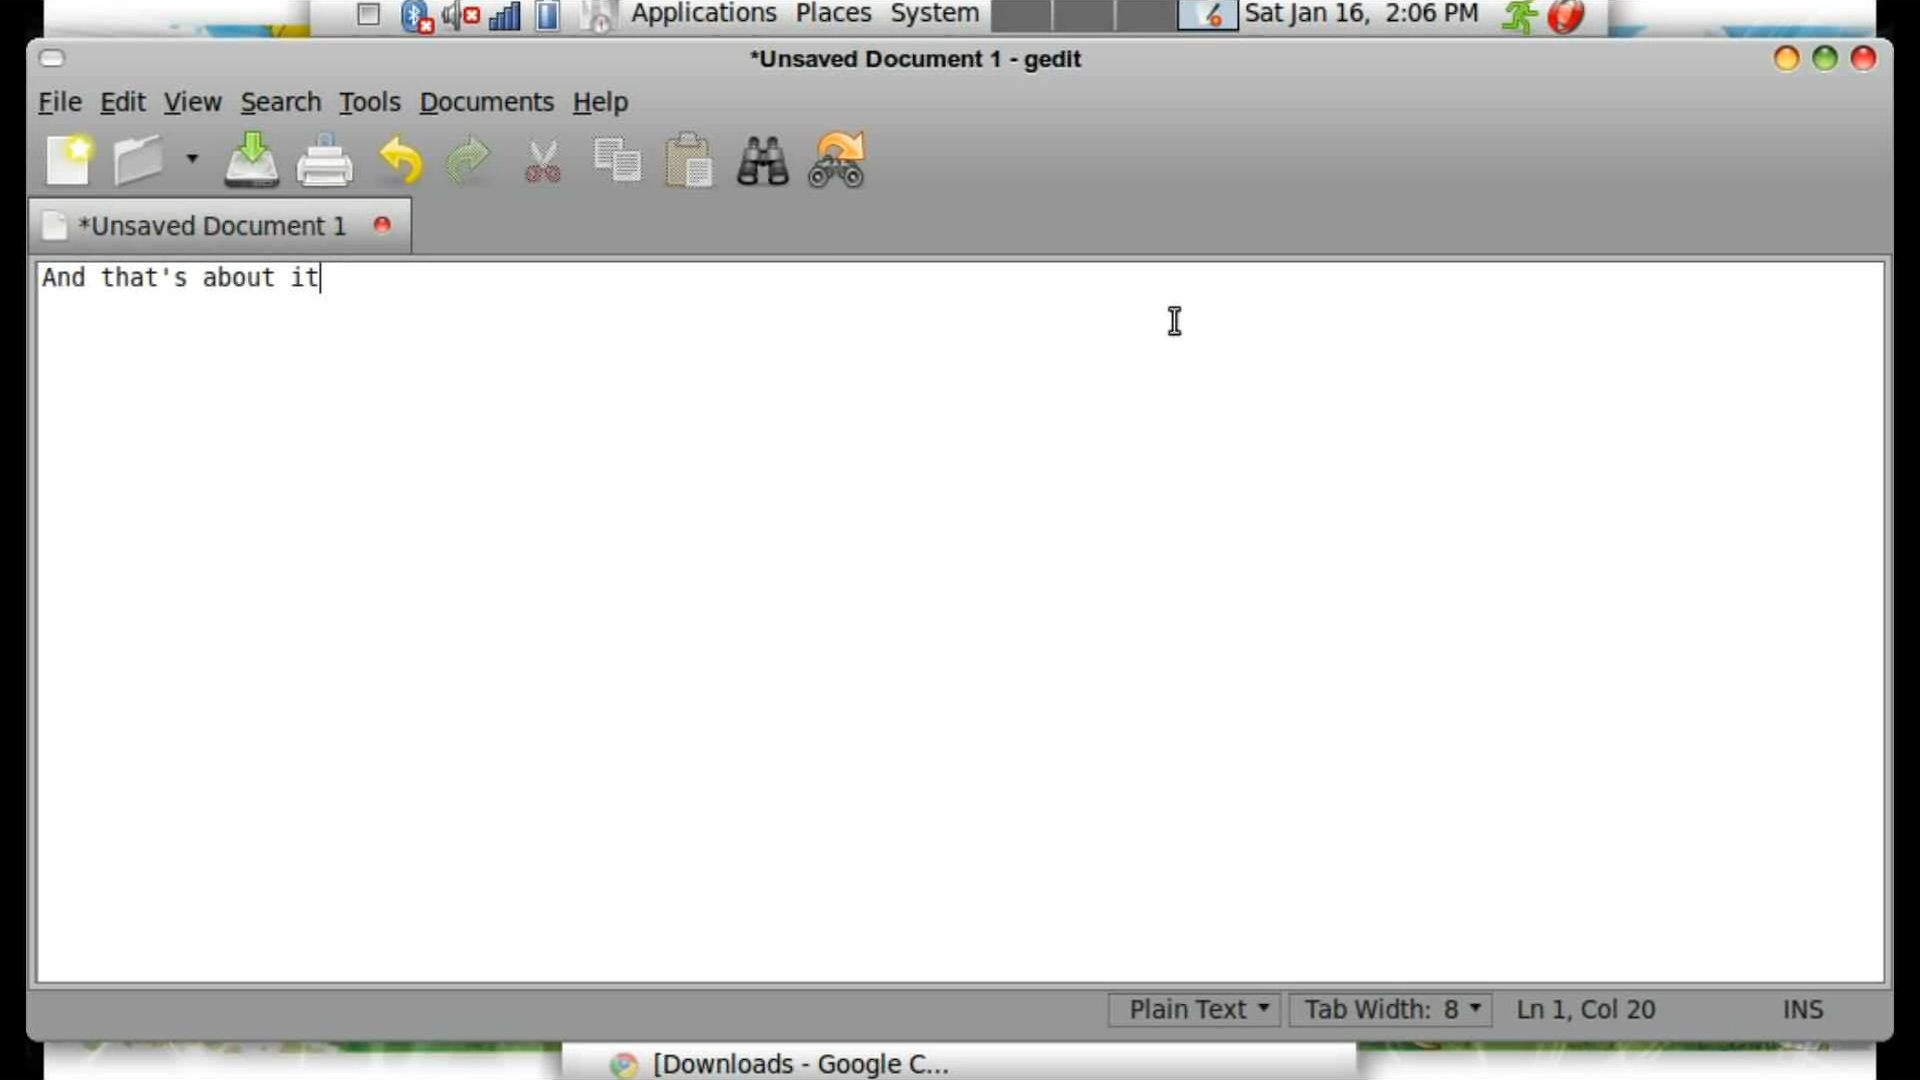 Applications Places System Sat Jan 16, 2:06 PM
*Unsaved Document 1 - gedit
File Edit View Search Tools Documents Help
*Unsaved Document 1
And that's about it
Plain Text Tab Width: 8 Ln 1, Col 20 INS
[Downloads - Google C...